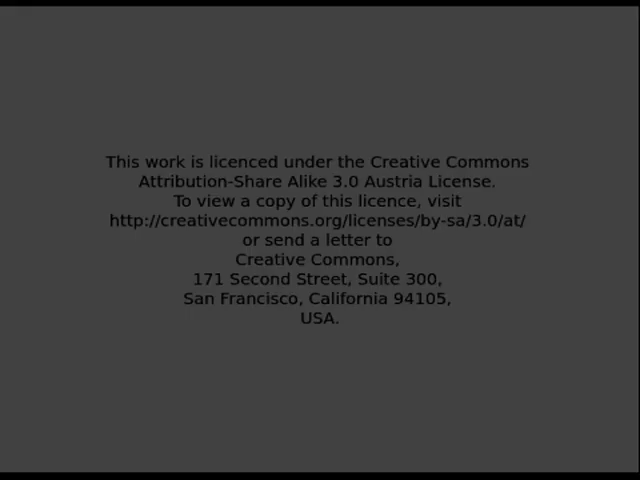 This work is licenced under the Creative Commons
Attribution-Share Alike 3.0 Austria License.
To view a copy of this licence, visit
http://creativecommons.org/licenses/by-sa/3.0/at/
or send a letter to
Creative Commons,
171 Second Street, Suite 300,
San Francisco, California 94105,
USA.